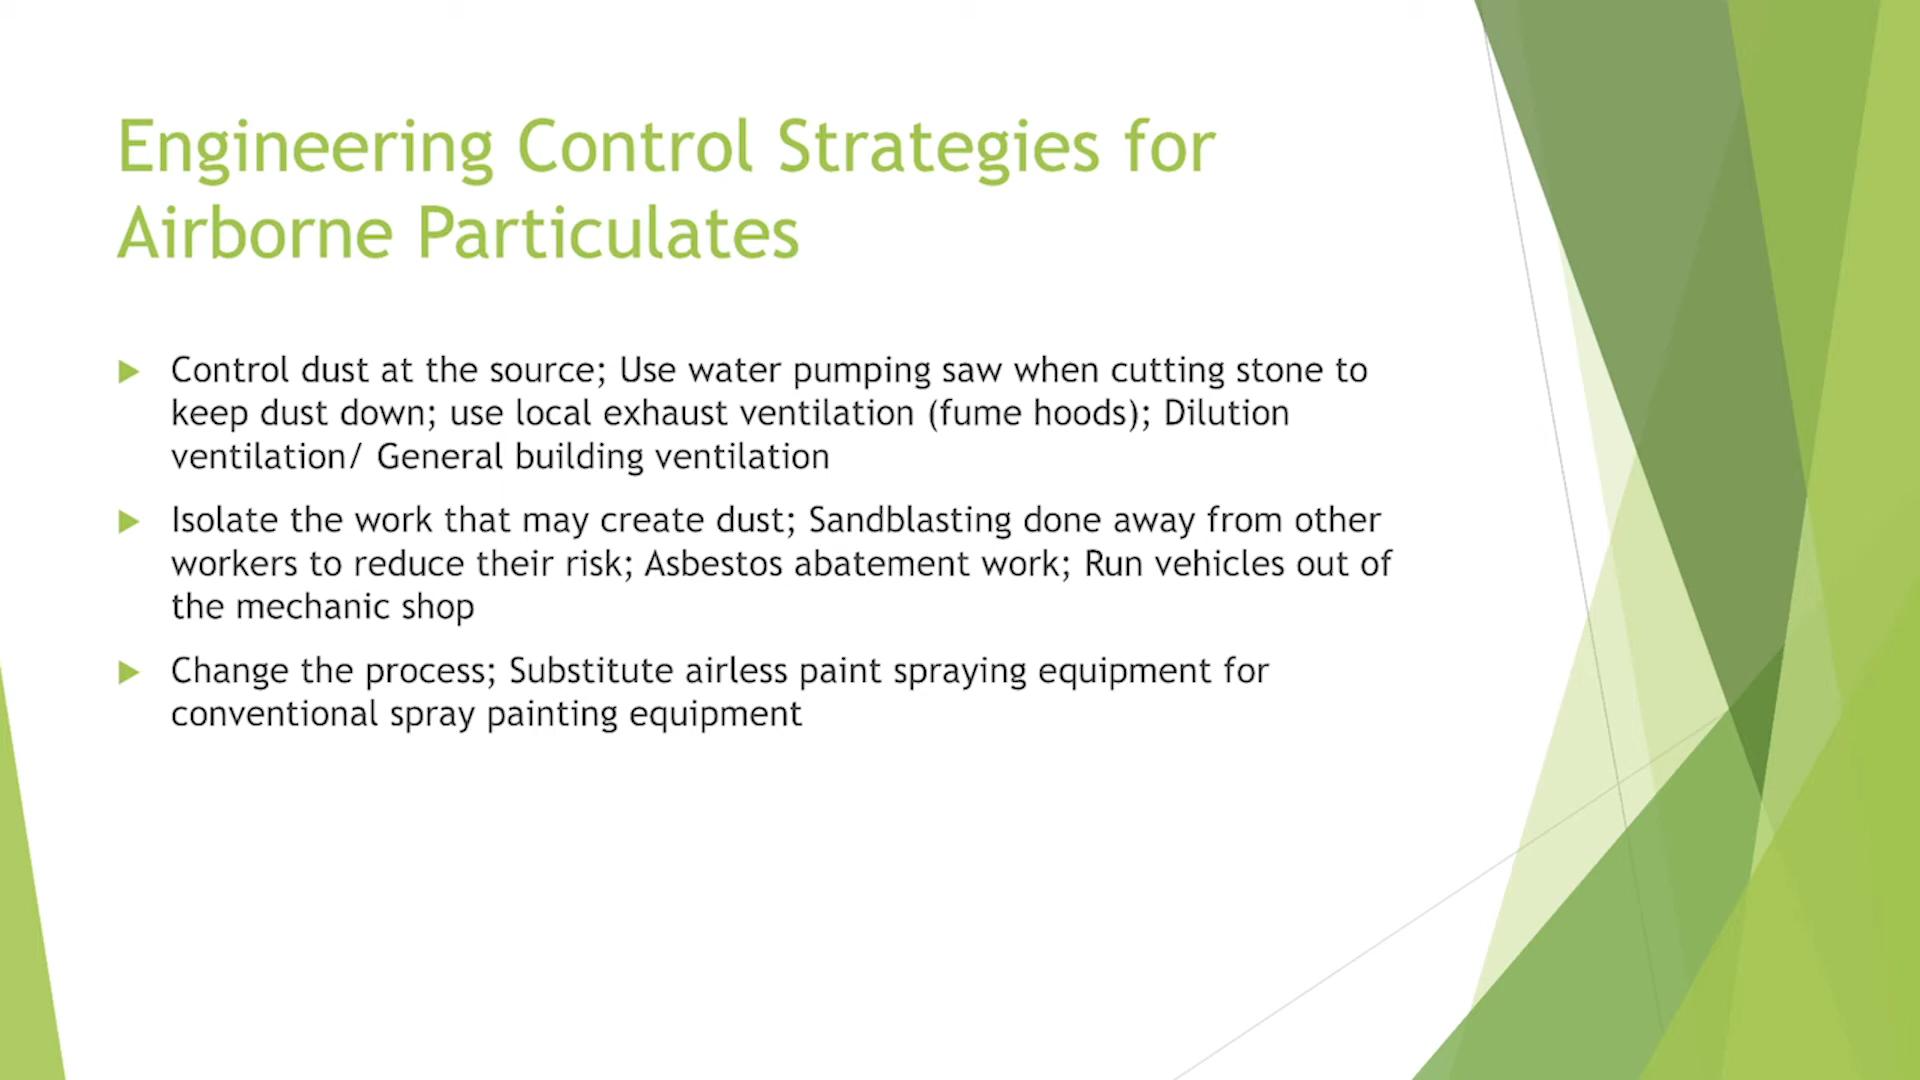 Engineering Control Strategies for
Airborne Particulates
Control dust at the source; Use water pumping saw when cutting stone to
keep dust down; use local exhaust ventilation (fume hoods); Dilution
ventilation/ General building ventilation
Isolate the work that may create dust; Sandblasting done away from other
workers to reduce their risk; Asbestos abatement work; Run vehicles out of
the mechanic shop
Change the process; Substitute airless paint spraying equipment for
conventional spray painting equipment